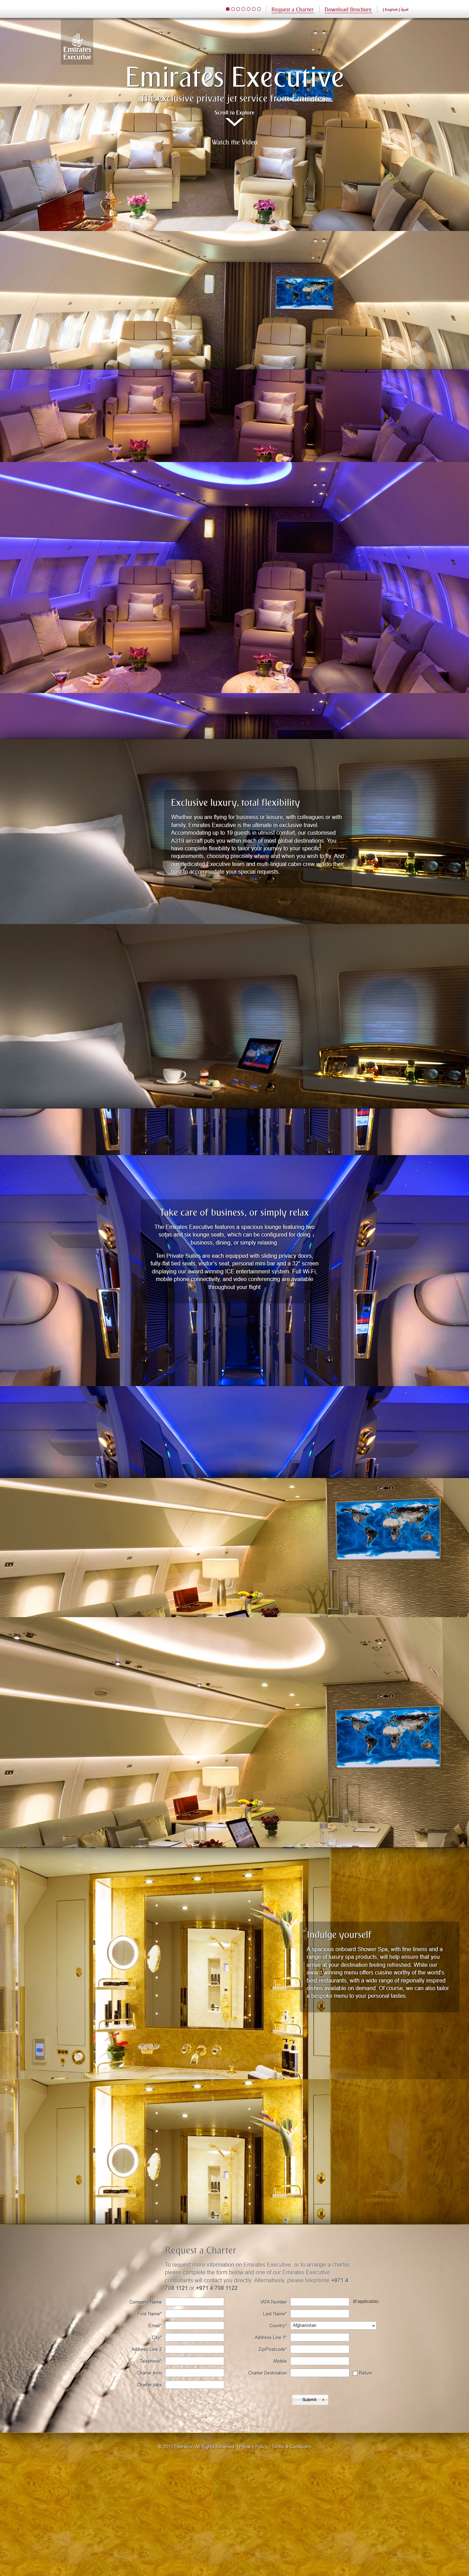 Request a Charter
Download Brochure
| English | العربية
Emirates
Executive
Emirates Executive
The exclusive private jet service from Emirates
Scroll to Explore
Watch the Video
Exclusive luxury, total flexibility
Whether you are flying for business or leisure, with colleagues or with
family, Emirates Executive is the ultimate in exclusive travel.
Accommodating up to 19 guests in utmost comfort, our customised
A319 aircraft puts you within reach of most global destinations. You
have complete flexibility to tailor your journey to your specific
requirements, choosing precisely where and when you wish to fly. And
our dedicated Executive team and multi-lingual cabin crew will do their
best to accommodate your special requests.
Take care of business, or simply relax
The Emirates Executive features a spacious lounge featuring two
sofas and six lounge seats, which can be configured for doing
business, dining, or simply relaxing.
Ten Private Suites are each equipped with sliding privacy doors,
fully-flat bed seats, visitor's seat, personal mini-bar and a 32" screen
displaying our award-winning ICE entertainment system. Full Wi-Fi,
mobile phone connectivity, and video conferencing are available
throughout your flight
Indulge yourself
A spacious onboard Shower Spa, with fine linens and a
range of luxury spa products, will help ensure that you
arrive at your destination feeling refreshed. While our
award winning menu offers cuisine worthy of the world's
best restaurants, with a wide range of regionally inspired
dishes available on demand. Of course, we can also tailor
a bespoke menu to your personal tastes.
Request a Charter
To request more information on Emirates Executive, or to arrange a charter,
please complete the form below and one of our Emirates Executive
consultants will contact you directly. Alternatively, please telephone +971 4
708 1121 or +971 4 708 1122
Company Name
IATA Number
(If applicable)
First Name*
Last Name*
Email*
Country*
Afghanistan
City*
Address Line 1*
Address Line 2
Zip/Postcode*
Telephone*
Mobile
Charter from
Charter Destination
Return
Charter date
Submit
© 2013 Emirates. All Rights Reserved. | Privacy Policy | Terms & Conditions